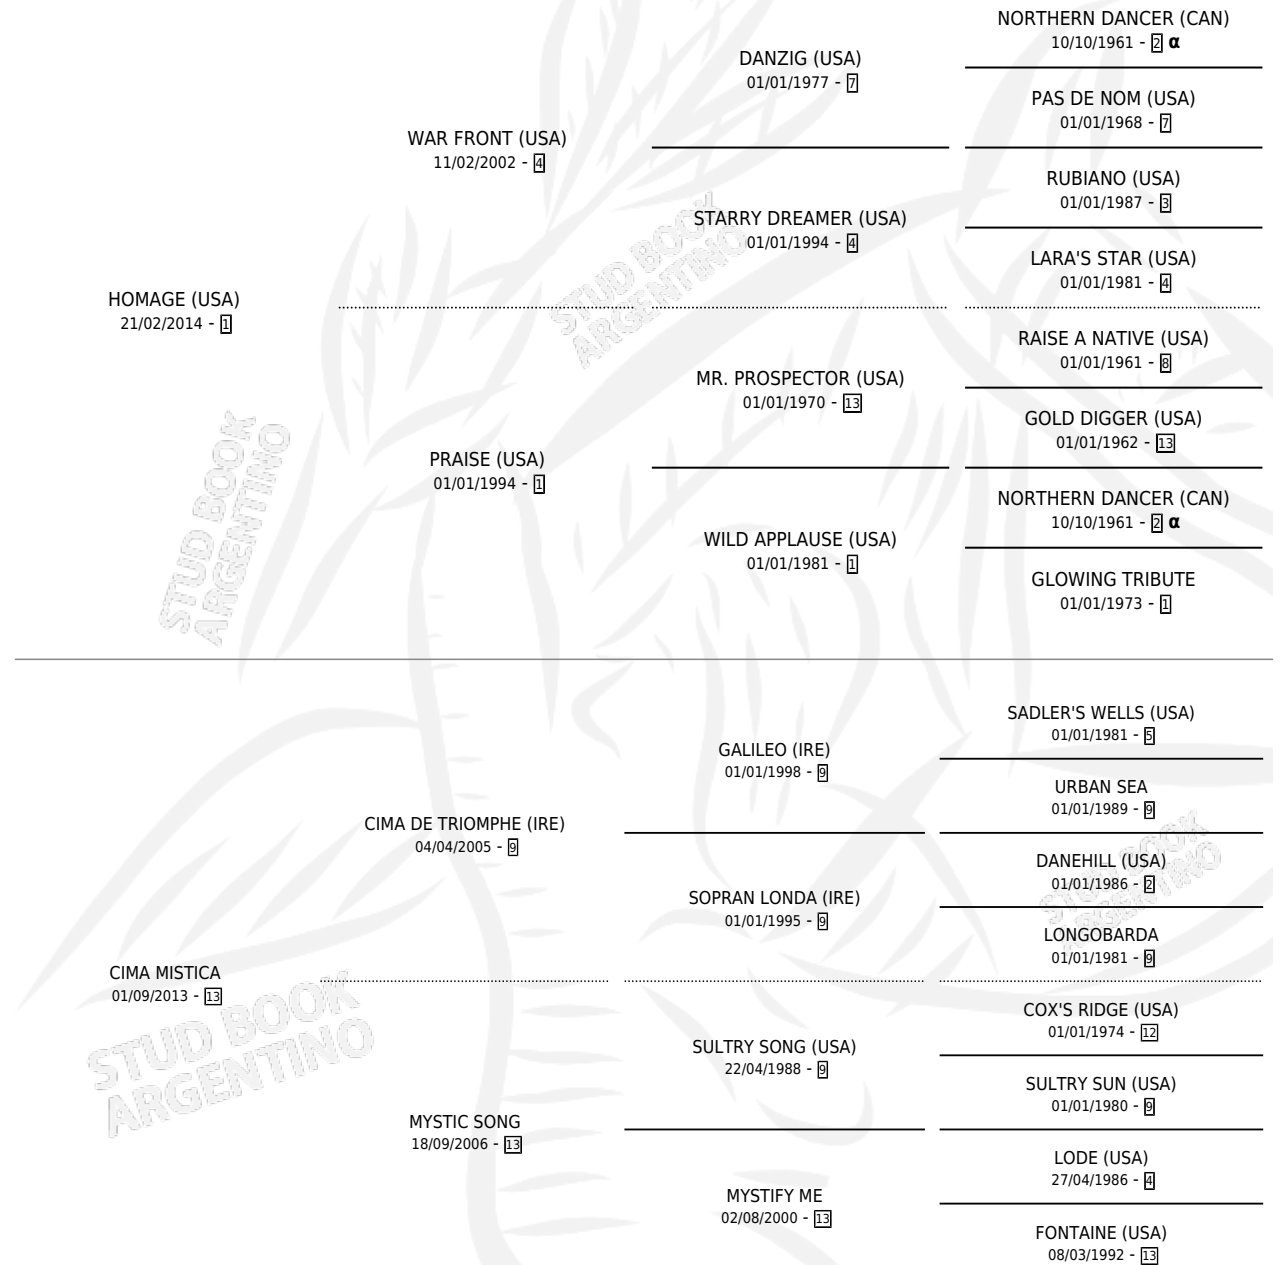 NORTHERN DANCER (CAN)
10/10/1961 - 2 α
DANZIG (USA)
01/01/1977 - 7
PAS DE NOM (USA)
01/01/1968 - 7
WAR FRONT (USA)
11/02/2002 - 4
RUBIANO (USA)
01/01/1987 - 3
STARRY DREAMER (USA)
01/01/1994 - 4
LARA'S STAR (USA)
01/01/1981 - 4
HOMAGE (USA)
21/02/2014 - 1
RAISE A NATIVE (USA)
01/01/1961 - 8
MR. PROSPECTOR (USA)
01/01/1970 - 13
GOLD DIGGER (USA)
01/01/1962 - 13
PRAISE (USA)
01/01/1994 - 1
NORTHERN DANCER (CAN)
10/10/1961 - 2 α
WILD APPLAUSE (USA)
01/01/1981 - 1
GLOWING TRIBUTE
01/01/1973 - 1
SADLER'S WELLS (USA)
01/01/1981 - 5
GALILEO (IRE)
01/01/1998 - 9
URBAN SEA
01/01/1989 - 9
CIMA DE TRIOMPHE (IRE)
04/04/2005 - 9
DANEHILL (USA)
01/01/1986 - 2
SOPRAN LONDA (IRE)
01/01/1995 - 9
LONGOBARDA
01/01/1981 - 9
CIMA MISTICA
01/09/2013 - 13
COX'S RIDGE (USA)
01/01/1974 - 12
SULTRY SONG (USA)
22/04/1988 - 9
SULTRY SUN (USA)
01/01/1980 - 9
MYSTIC SONG
18/09/2006 - 13
LODE (USA)
27/04/1986 - 4
MYSTIFY ME
02/08/2000 - 13
FONTAINE (USA)
08/03/1992 - 13
STUD BOOK
ARGENTINO
STUD BOOK
ARGENTINO
STUD BOOK
ARGENTINO
STUD BOOK
ARGENTINO